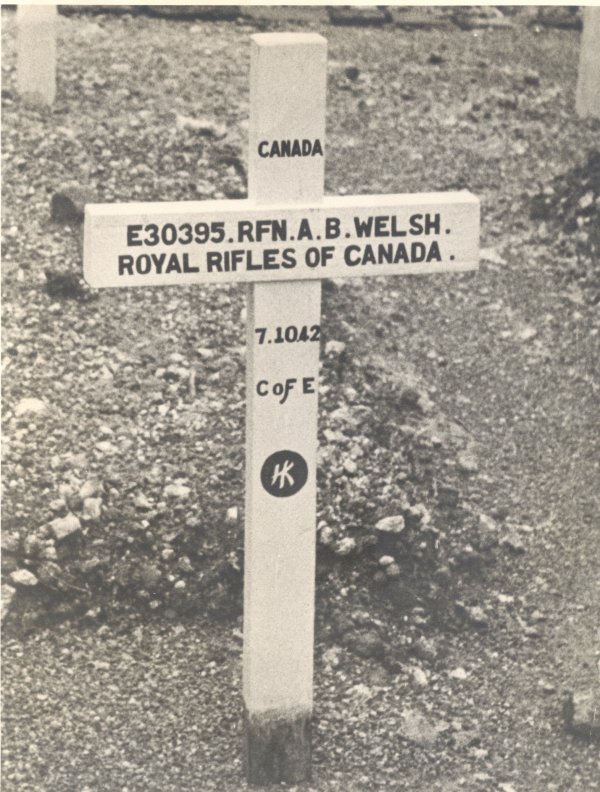 CANADA
E30395.RFN.A.B.WELSH.
ROYAL RIFLES OF CANADA.
7.10.42
C OF E
HK